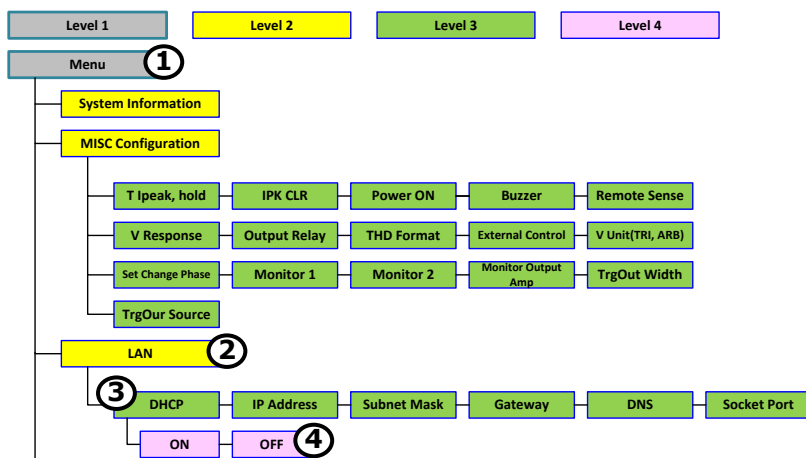 Level 1 Level 2 Level 3 Level 4
Menu 1
System Information
MISC Configuration
T Ipeak, hold IPK CLR Power ON Buzzer Remote Sense
V Response Output Relay THD Format External Control V Unit(TRI, ARB)
Set Change Phase Monitor 1 Monitor 2 Monitor Output Amp TrgOut Width
TrgOur Source
LAN 2
3 DHCP IP Address Subnet Mask Gateway DNS Socket Port
ON OFF 4